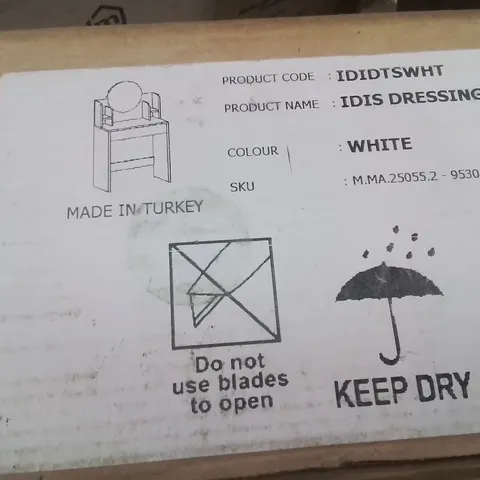 PRODUCT CODE : IDIDTSWHT
PRODUCT NAME : IDIS DRESSING
COLOUR : WHITE
SKU : M.MA.25055.2 - 9530
MADE IN TURKEY
Do not
use blades
to open
KEEP DRY